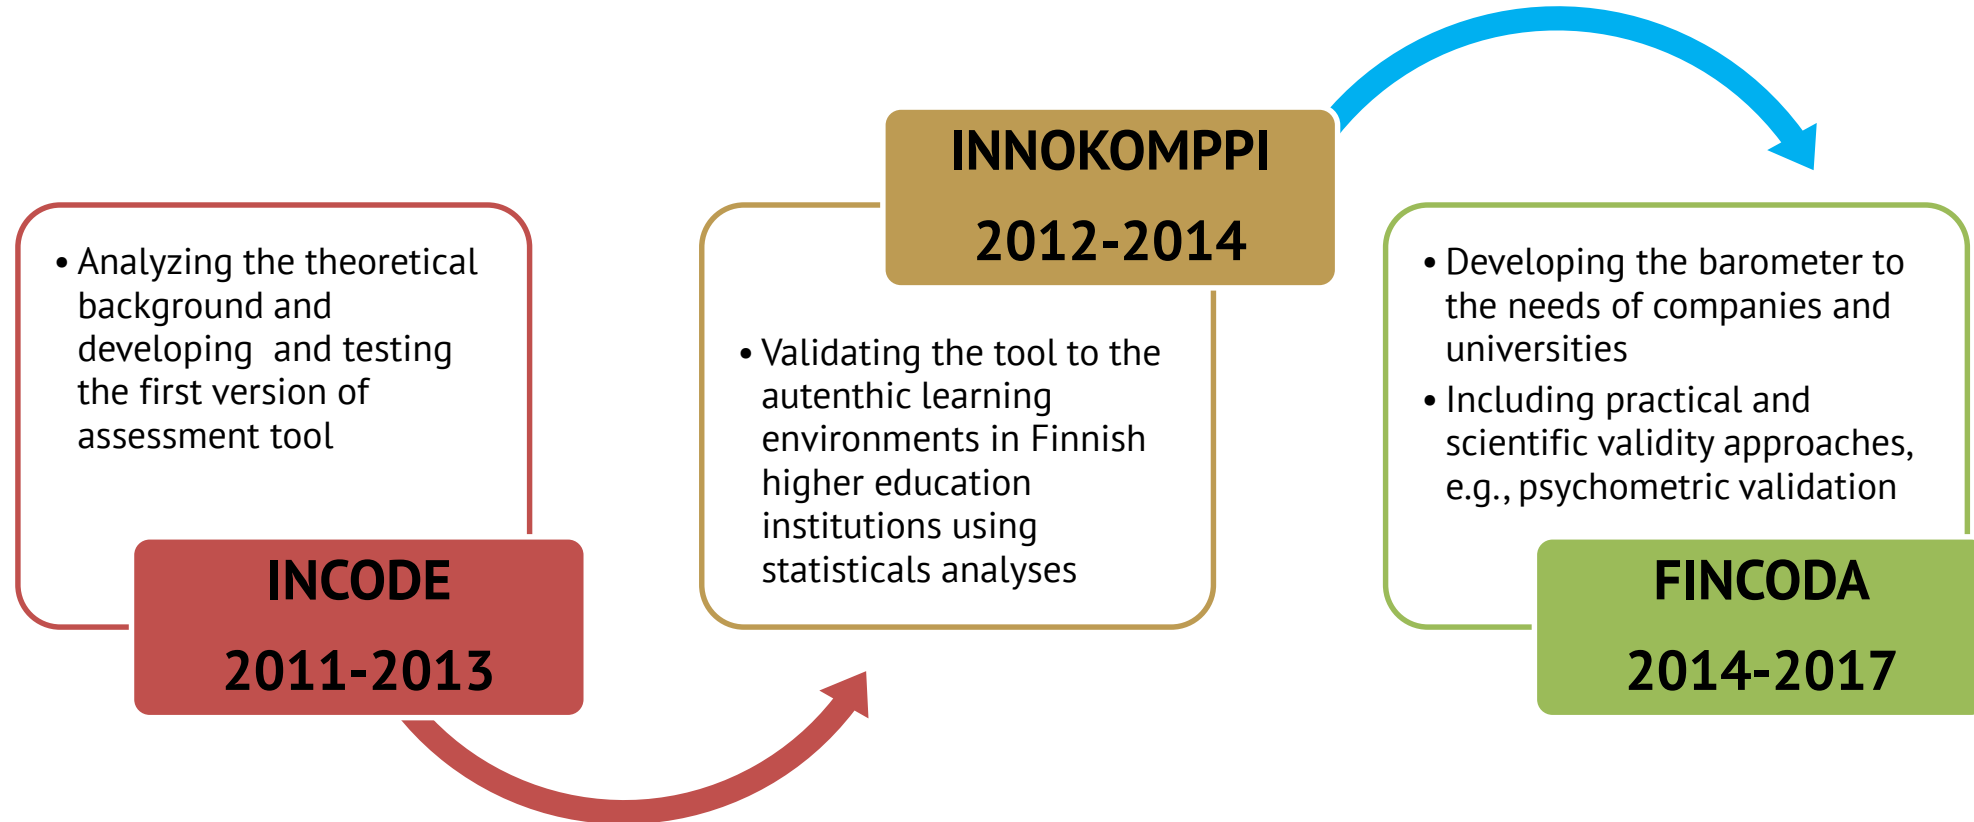 • Analyzing the theoretical
background and
developing  and testing
the first version of
assessment tool
INCODE
2011-2013
INNOKOMPPI
2012-2014
• Validating the tool to the
autenthic learning
environments in Finnish
higher education
institutions using
statisticals analyses
• Developing the barometer to
the needs of companies and
universities
• Including practical and
scientific validity approaches,
e.g., psychometric validation
FINCODA
2014-2017